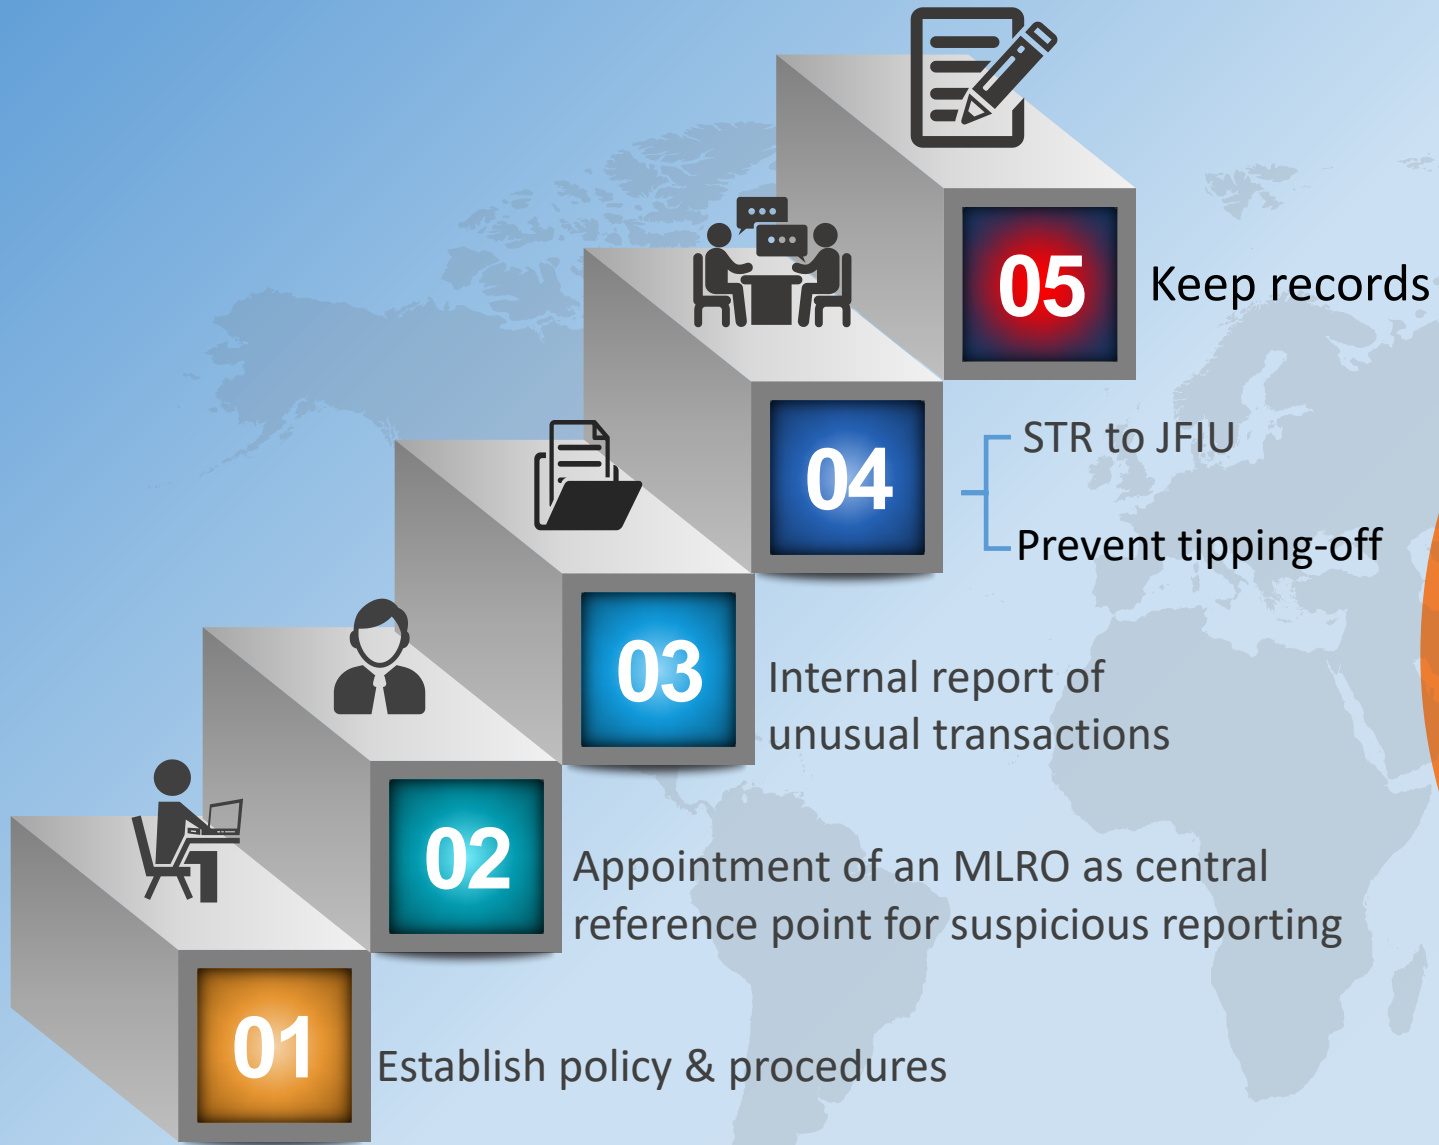 05
Keep records
04
STR to JFIU
Prevent tipping-off
03
Internal report of
unusual transactions
02
Appointment of an MLRO as central
reference point for suspicious reporting
01
Establish policy & procedures